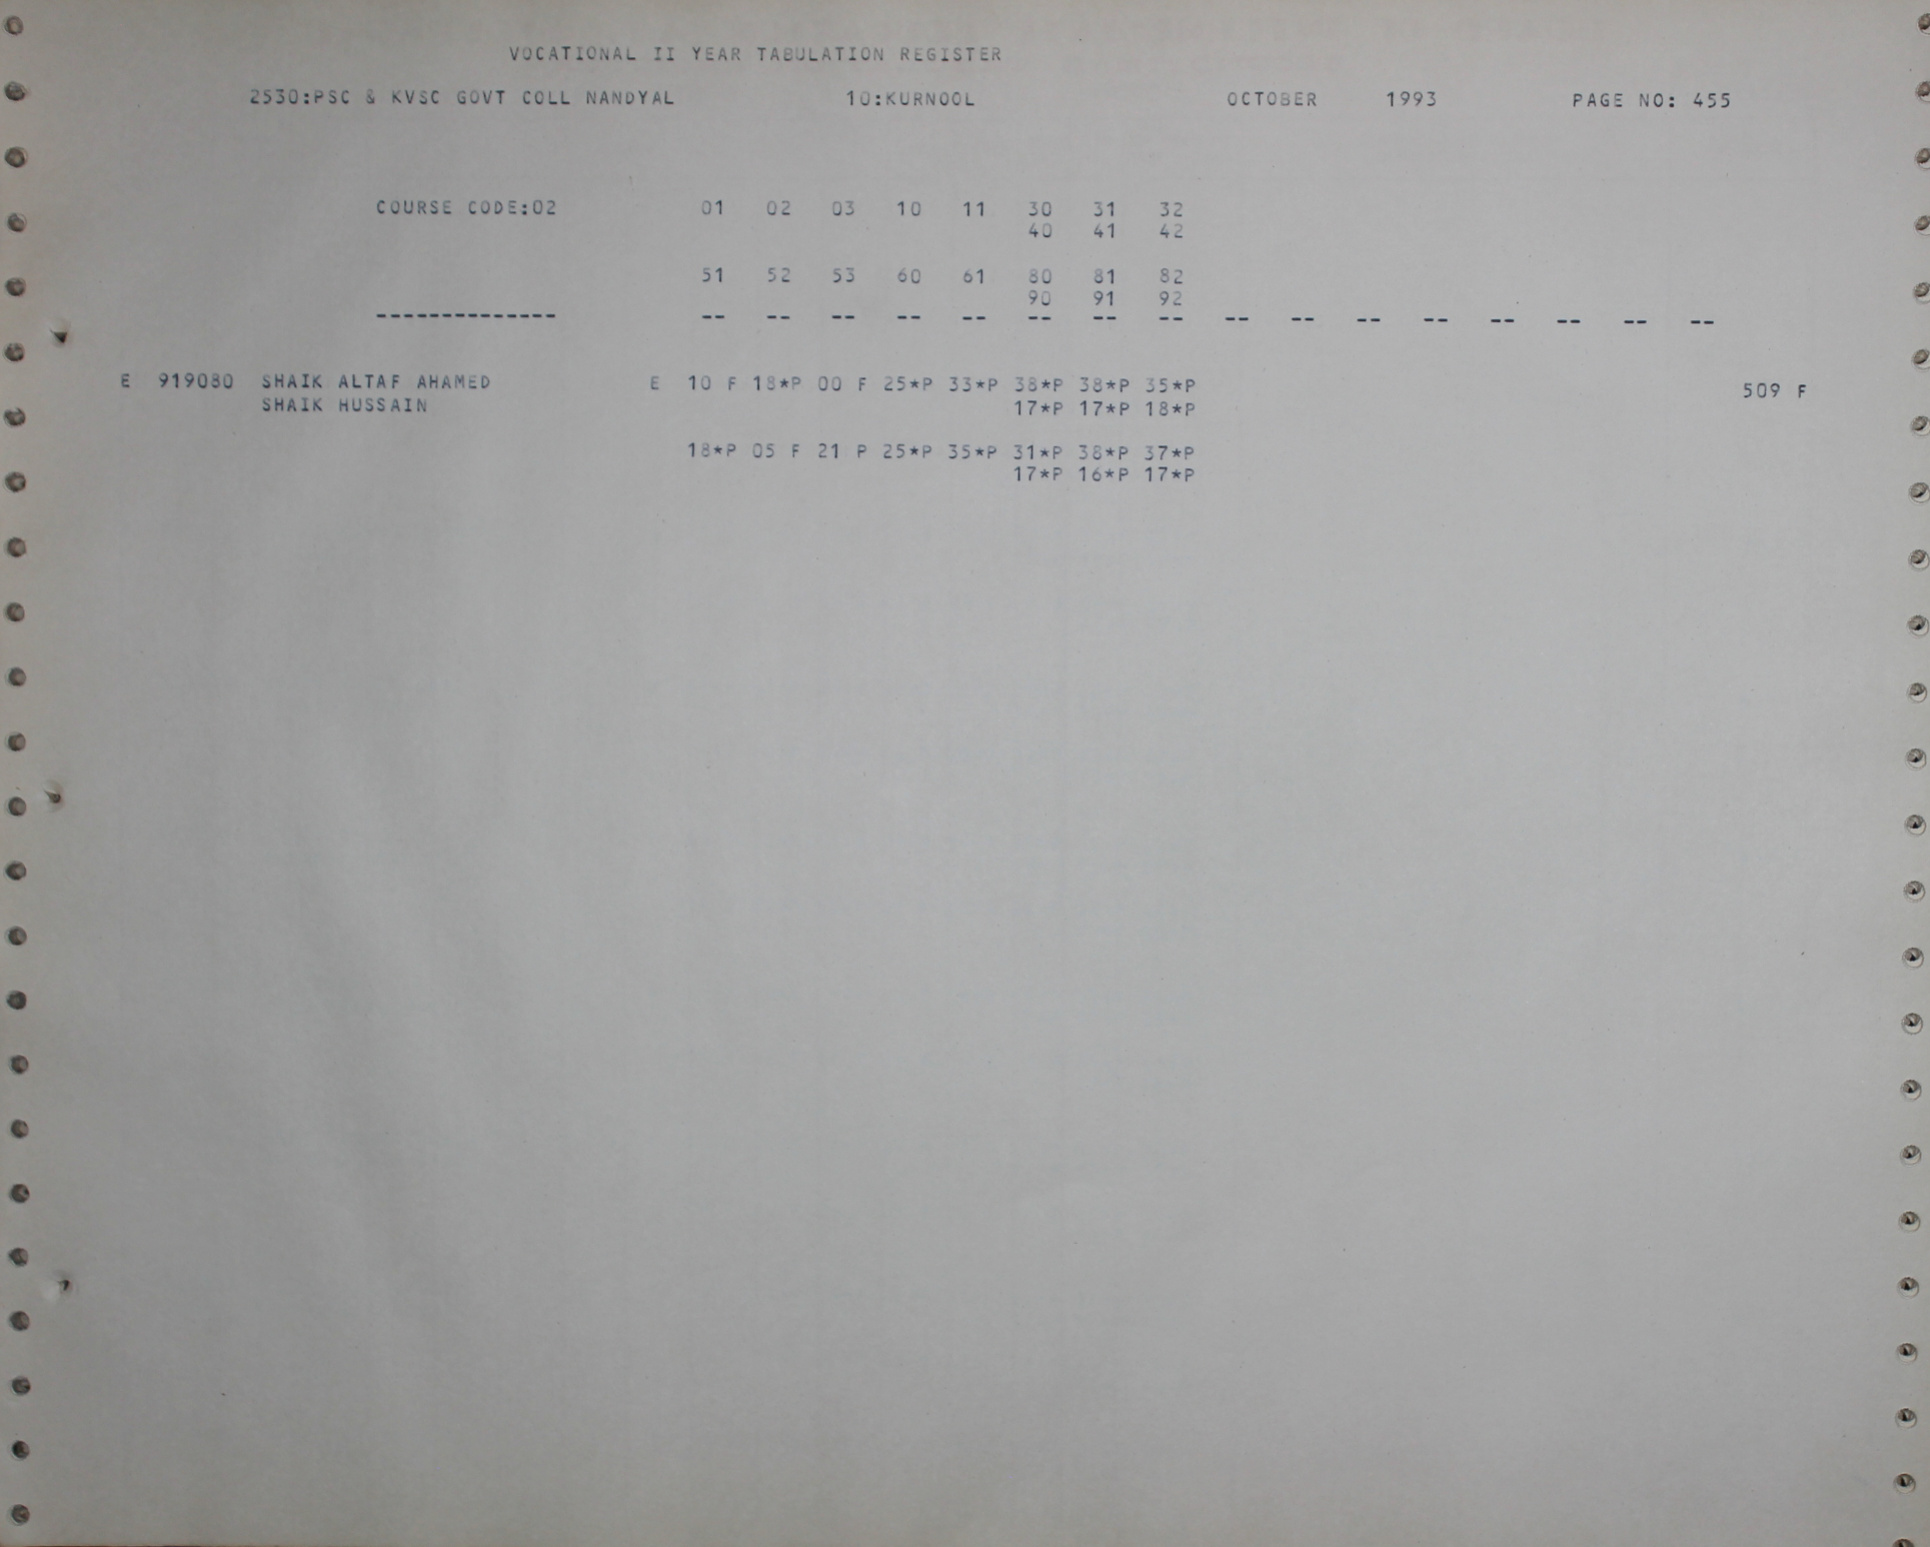 VOCATIONAL II YEAR TABULATION REGISTER
2530:PSC & KVSC GOVT COLL NANDYAL 10:KURNOOL OCTOBER 1993 PAGE NO: 455
COURSE CODE:02 01 02 03 10 11 30 31 32
40 41 42
51 52 53 60 61 80 81 82
90 91 92
-------------- -- -- -- -- -- -- -- -- -- -- -- -- -- -- -- --
E 919080 SHAIK ALTAF AHAMED E 10 F 18*P 00 F 25*P 33*P 38*P 38*P 35*P 509 F
SHAIK HUSSAIN 17*P 17*P 18*P
18*P 05 F 21 P 25*P 35*P 31*P 38*P 37*P
17*P 16*P 17*P